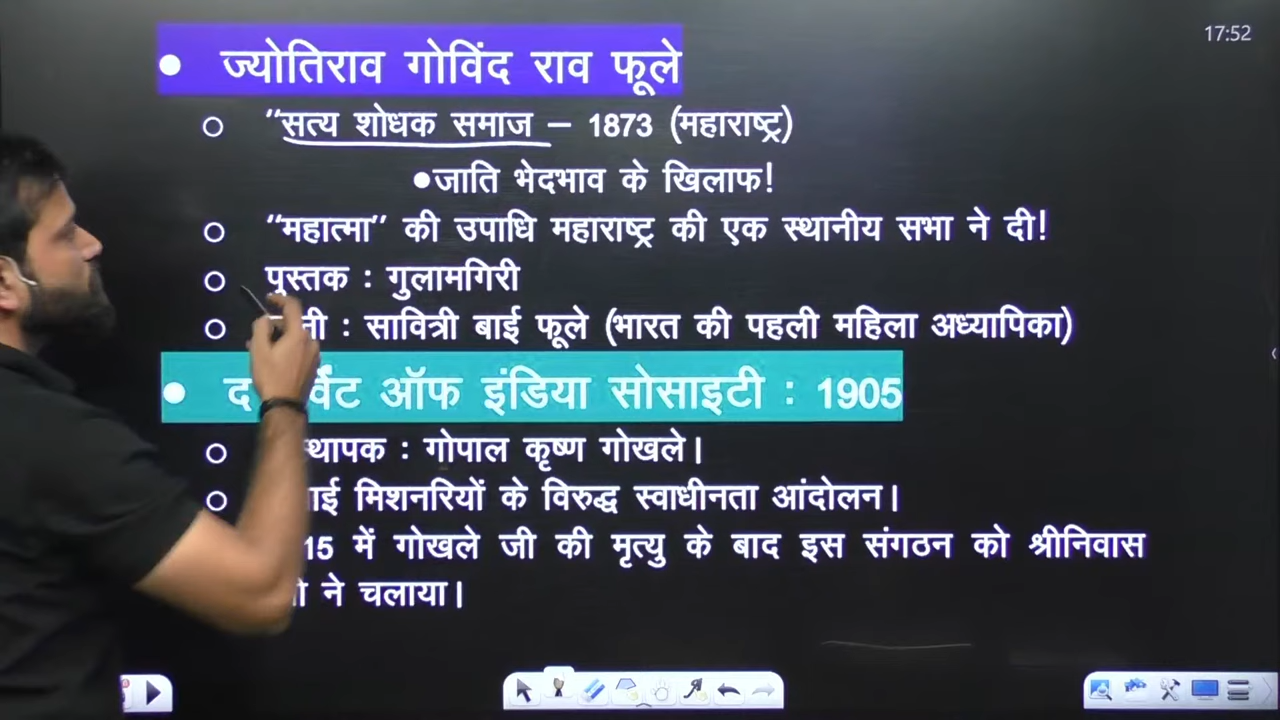 17:52
• ज्योतिराव गोविंद राव फूले
○ "सत्य शोधक समाज – 1873 (महाराष्ट्र)
•जाति भेदभाव के खिलाफ!
○ "महात्मा" की उपाधि महाराष्ट्र की एक स्थानीय सभा ने दी!
○ पुस्तक : गुलामगिरी
○ : सावित्री बाई फूले (भारत की पहली महिला अध्यापिका)
• द ऑफ इंडिया सोसाइटी : 1905
○ : गोपाल कृष्ण गोखले।
○ मिशनरियों के विरुद्ध स्वाधीनता आंदोलन।
15 में गोखले जी की मृत्यु के बाद इस संगठन को श्रीनिवास
ने चलाया।